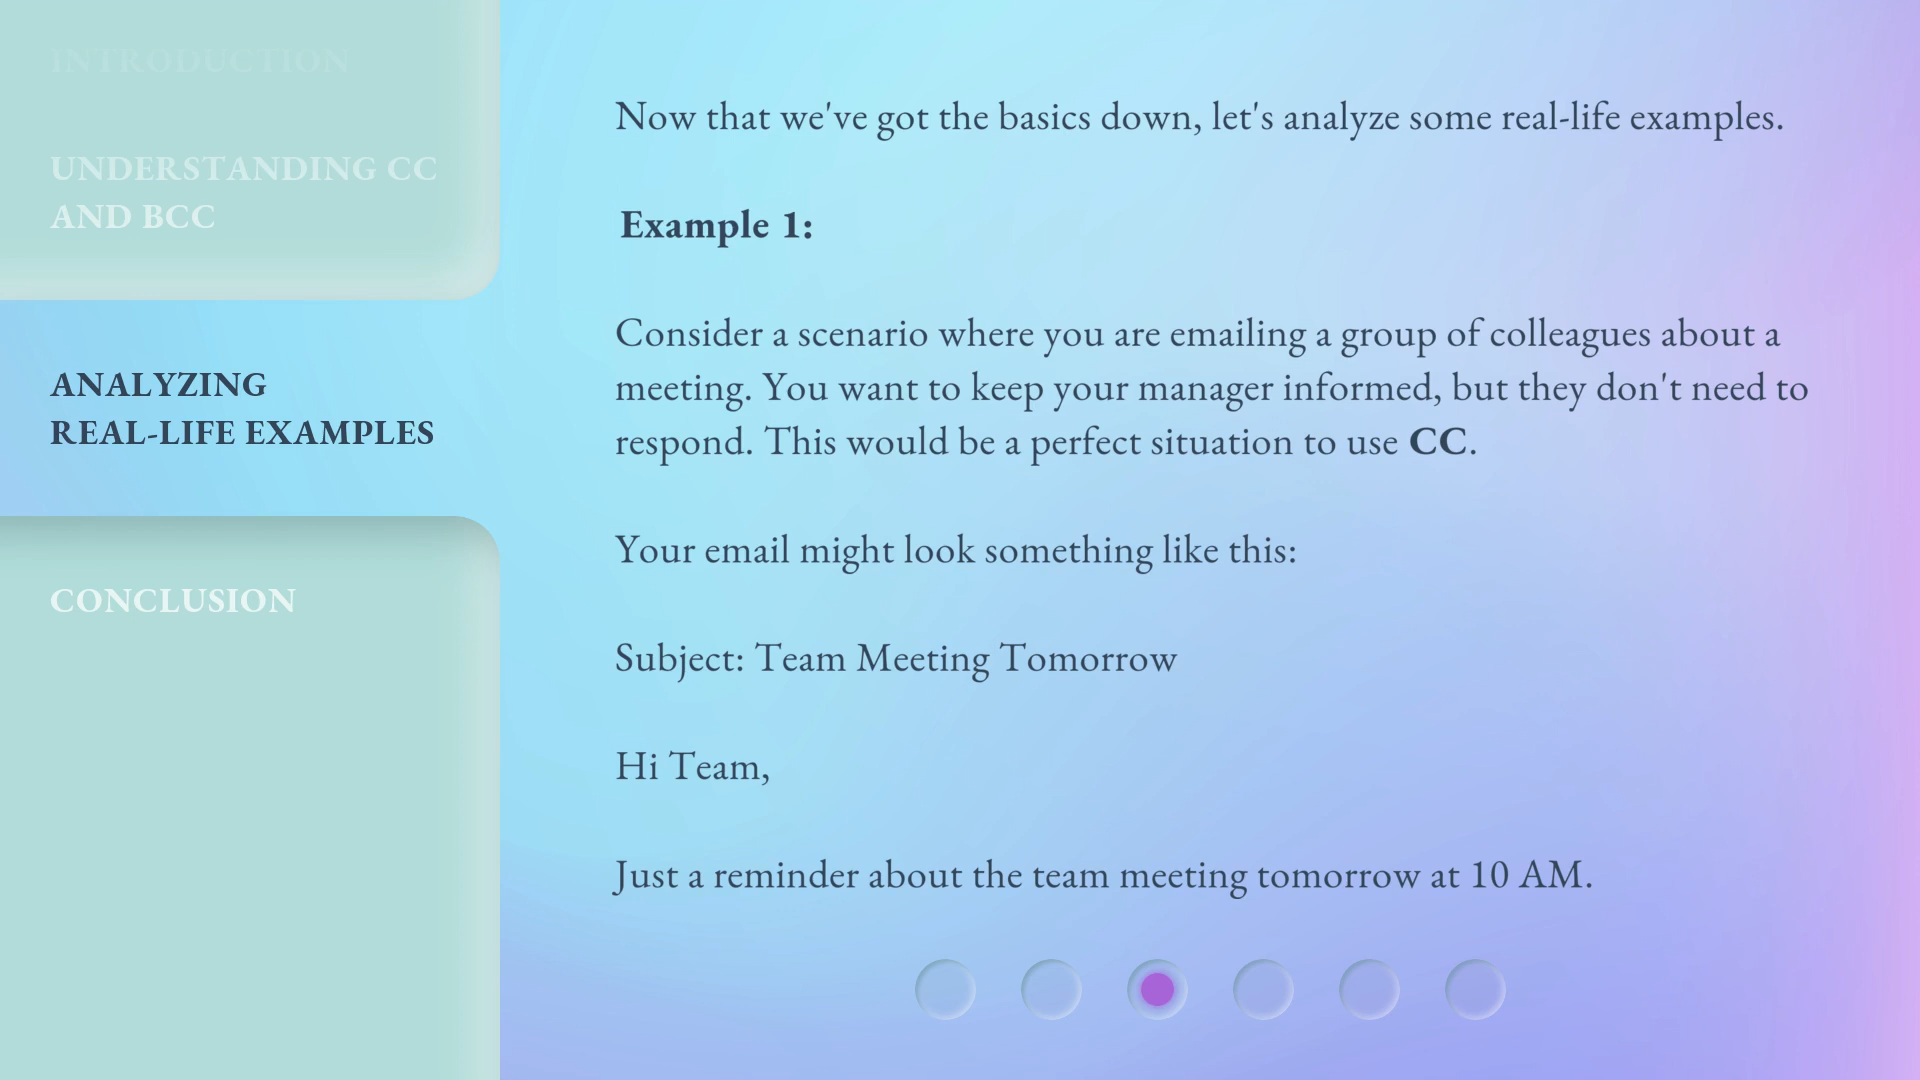 INTRODUCTION
UNDERSTANDING CC
AND BCC
ANALYZING
REAL-LIFE EXAMPLES
CONCLUSION
Now that we've got the basics down, let's analyze some real-life examples.
Example 1:
Consider a scenario where you are emailing a group of colleagues about a
meeting. You want to keep your manager informed, but they don't need to
respond. This would be a perfect situation to use CC.
Your email might look something like this:
Subject: Team Meeting Tomorrow
Hi Team,
Just a reminder about the team meeting tomorrow at 10 AM.